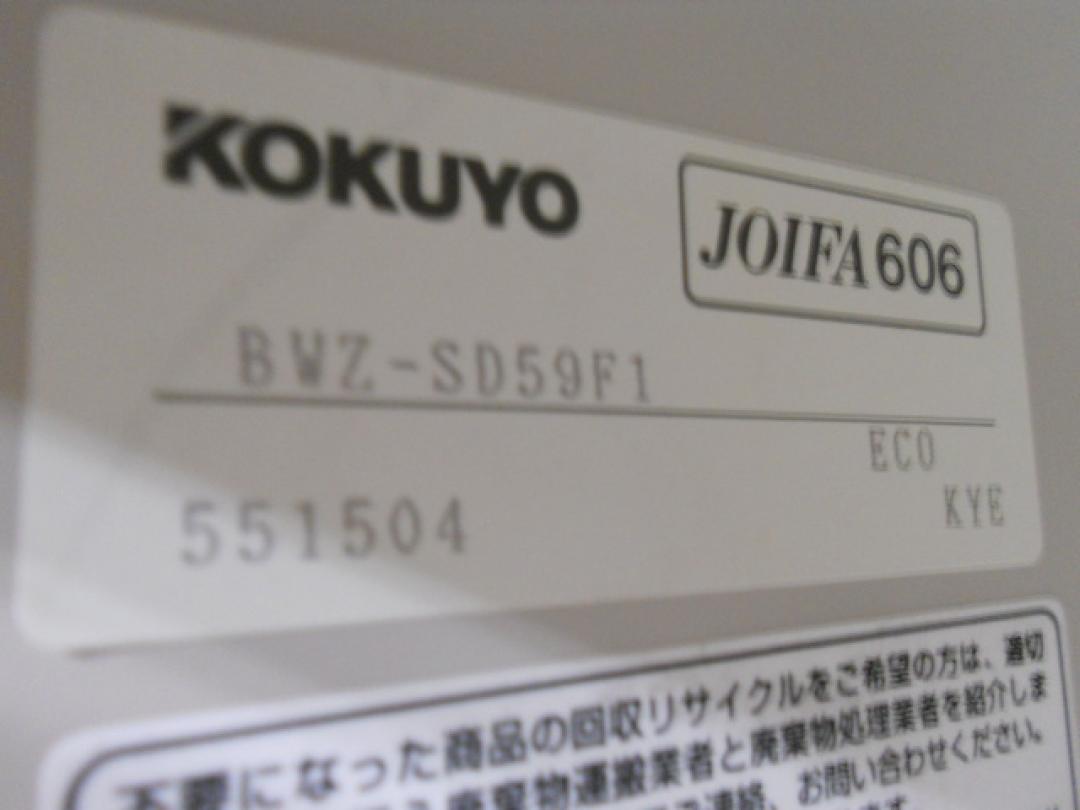 KOKUYO
JOIFA606
BWZ-SD59F1
ECO
KYE
551504
不要になった商品の回収リサイクルをご希望の方は、適切
廃棄物運搬業者と廃棄物処理業者を紹介しま
ご連絡、お問い合わせください。